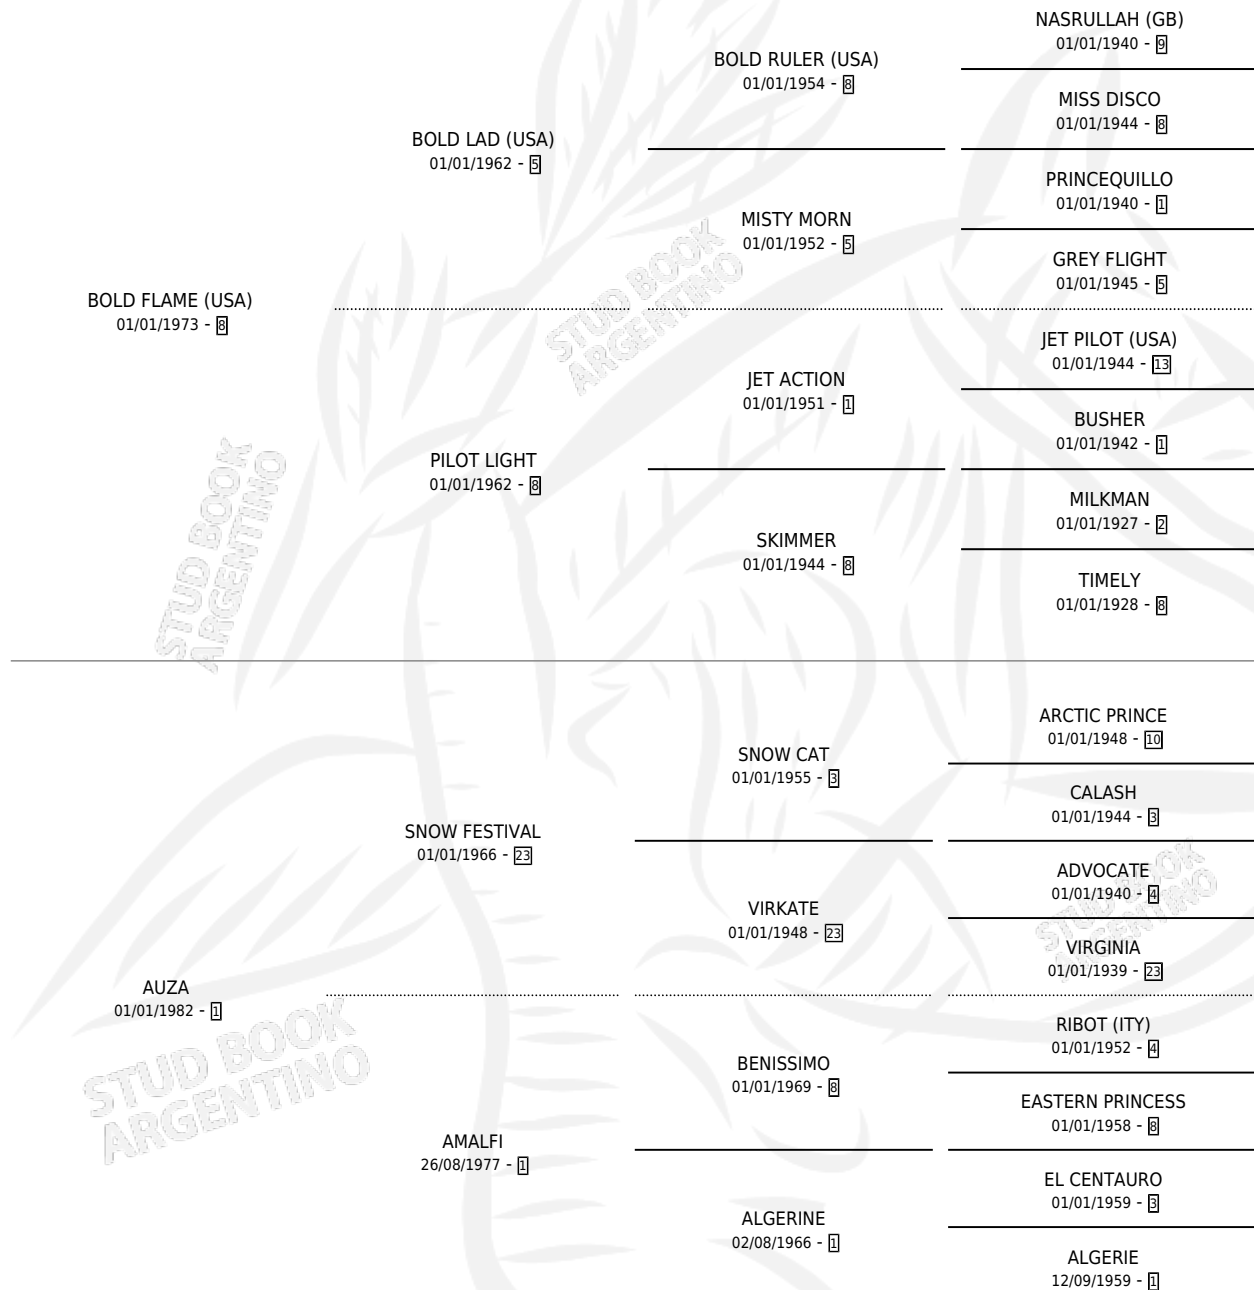 NASRULLAH (GB)
01/01/1940 - 9
BOLD RULER (USA)
01/01/1954 - 8
MISS DISCO
01/01/1944 - 8
BOLD LAD (USA)
01/01/1962 - 5
PRINCEQUILLO
01/01/1940 - 1
MISTY MORN
01/01/1952 - 5
GREY FLIGHT
01/01/1945 - 5
BOLD FLAME (USA)
01/01/1973 - 8
JET PILOT (USA)
01/01/1944 - 13
JET ACTION
01/01/1951 - 1
BUSHER
01/01/1942 - 1
PILOT LIGHT
01/01/1962 - 8
MILKMAN
01/01/1927 - 2
SKIMMER
01/01/1944 - 8
TIMELY
01/01/1928 - 8
ARCTIC PRINCE
01/01/1948 - 10
SNOW CAT
01/01/1955 - 3
CALASH
01/01/1944 - 3
SNOW FESTIVAL
01/01/1966 - 23
ADVOCATE
01/01/1940 - 4
VIRKATE
01/01/1948 - 23
VIRGINIA
01/01/1939 - 23
AUZA
01/01/1982 - 1
RIBOT (ITY)
01/01/1952 - 4
BENISSIMO
01/01/1969 - 8
EASTERN PRINCESS
01/01/1958 - 8
AMALFI
26/08/1977 - 1
EL CENTAURO
01/01/1959 - 3
ALGERINE
02/08/1966 - 1
ALGERIE
12/09/1959 - 1
STUD BOOK
ARGENTINO
STUD BOOK
ARGENTINO
STUD BOOK
ARGENTINO
STUD BOOK
ARGENTINO